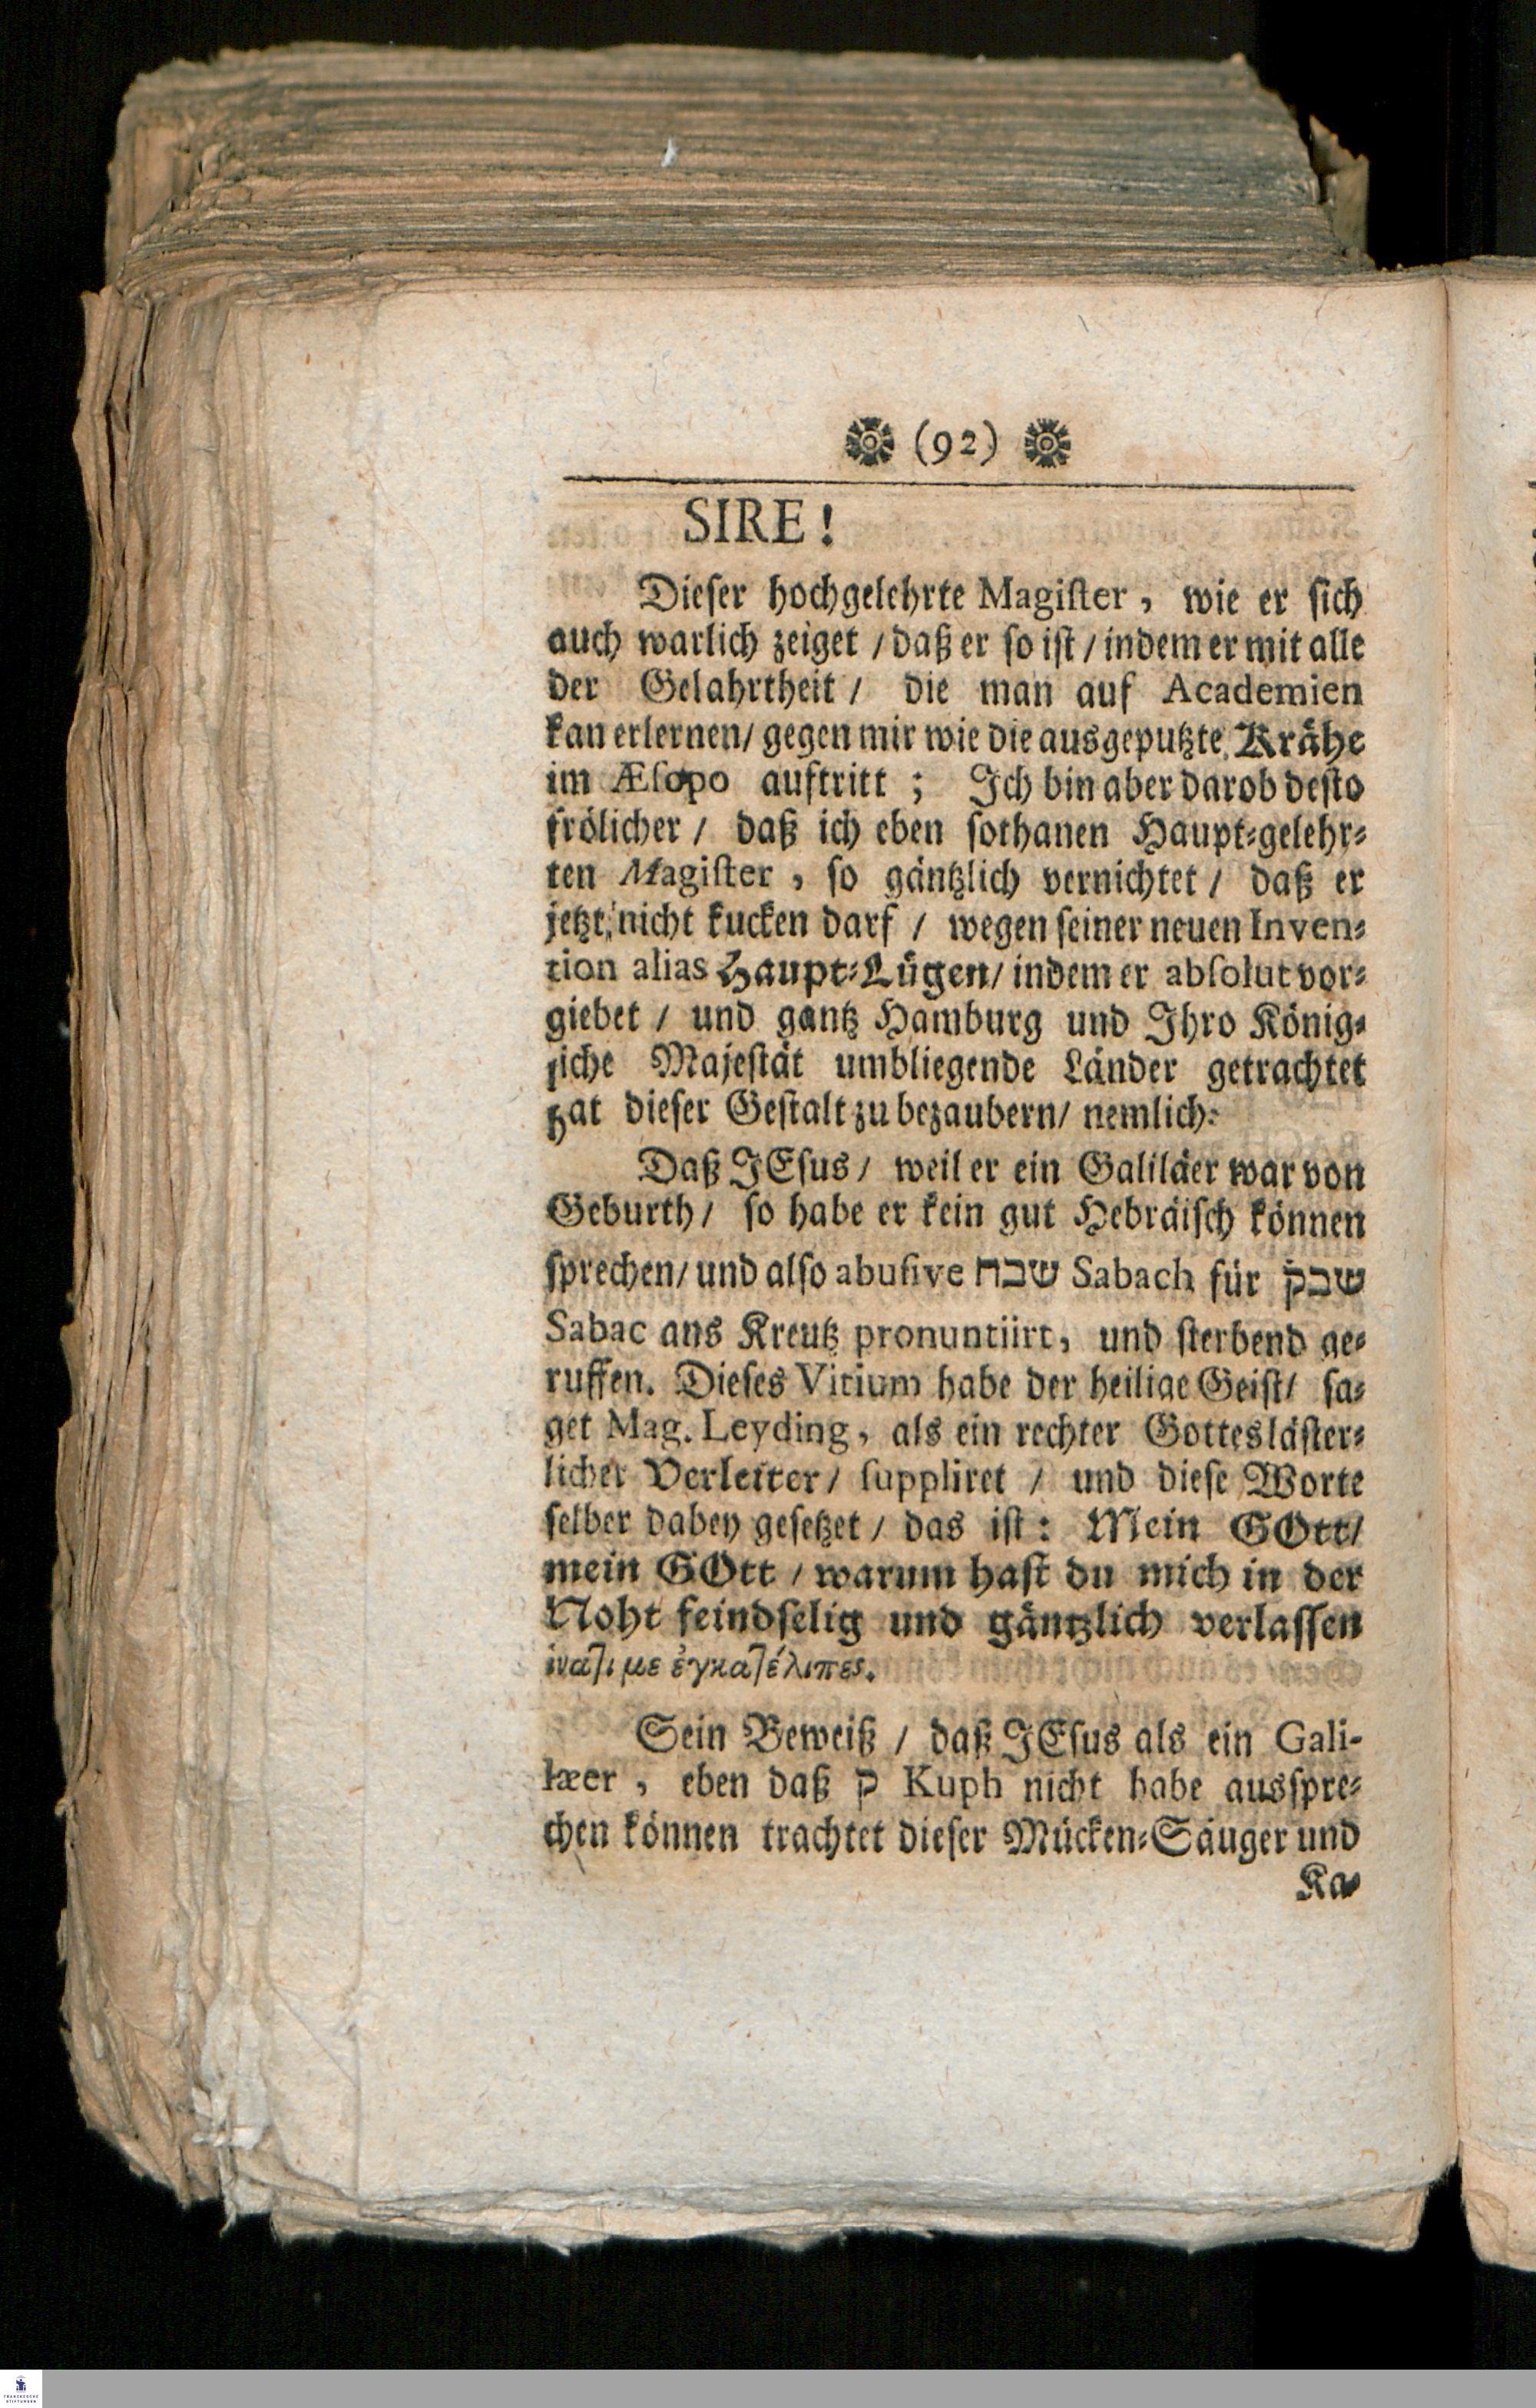 (92)
SIRE!
Dieser hochgelehrte Magister, wie er sich
auch warlich zeiget / daß er so ist / indem er mit alle
der Gelahrtheit / die man auf Academien
kan erlernen / gegen mir wie die ausgeputzte Krähe
im Æsopo auftritt ; Ich bin aber darob desto
frölicher / daß ich eben sothanen Haupt-gelehr-
ten Magister, so gäntzlich vernichtet / daß er
jetzt nicht kucken darf / wegen seiner neuen Inven-
tion alias Haupt-Lügen / indem er absolut vor-
giebet / und gantz Hamburg und Ihro König-
liche Majestät umbliegende Länder getrachtet
hat dieser Gestalt zu bezaubern / nemlich:
Daß JEsus / weil er ein Galiläer war von
Geburth / so habe er kein gut Hebräisch können
sprechen / und also abusive שבח Sabach für שבק
Sabac ans Kreutz pronuntiirt, und sterbend ge-
ruffen. Dieses Vitium habe der heilige Geist / sa-
get Mag. Leyding, als ein rechter Gottesläster-
licher Verleiter / suppliret / und diese Worte
selber dabey gesetzet / das ist: Mein GOtt /
mein GOtt / warum hast du mich in der
Noht feindselig und gäntzlich verlassen
ἱνατι με ἐγκατέλιπες.
Sein Beweiß / daß JEsus als ein Gali-
læer, eben daß ק Kuph nicht habe ausspre-
chen können trachtet dieser Mücken-Säuger und
Ka-
FRANCKESCHE
STIFTUNGEN